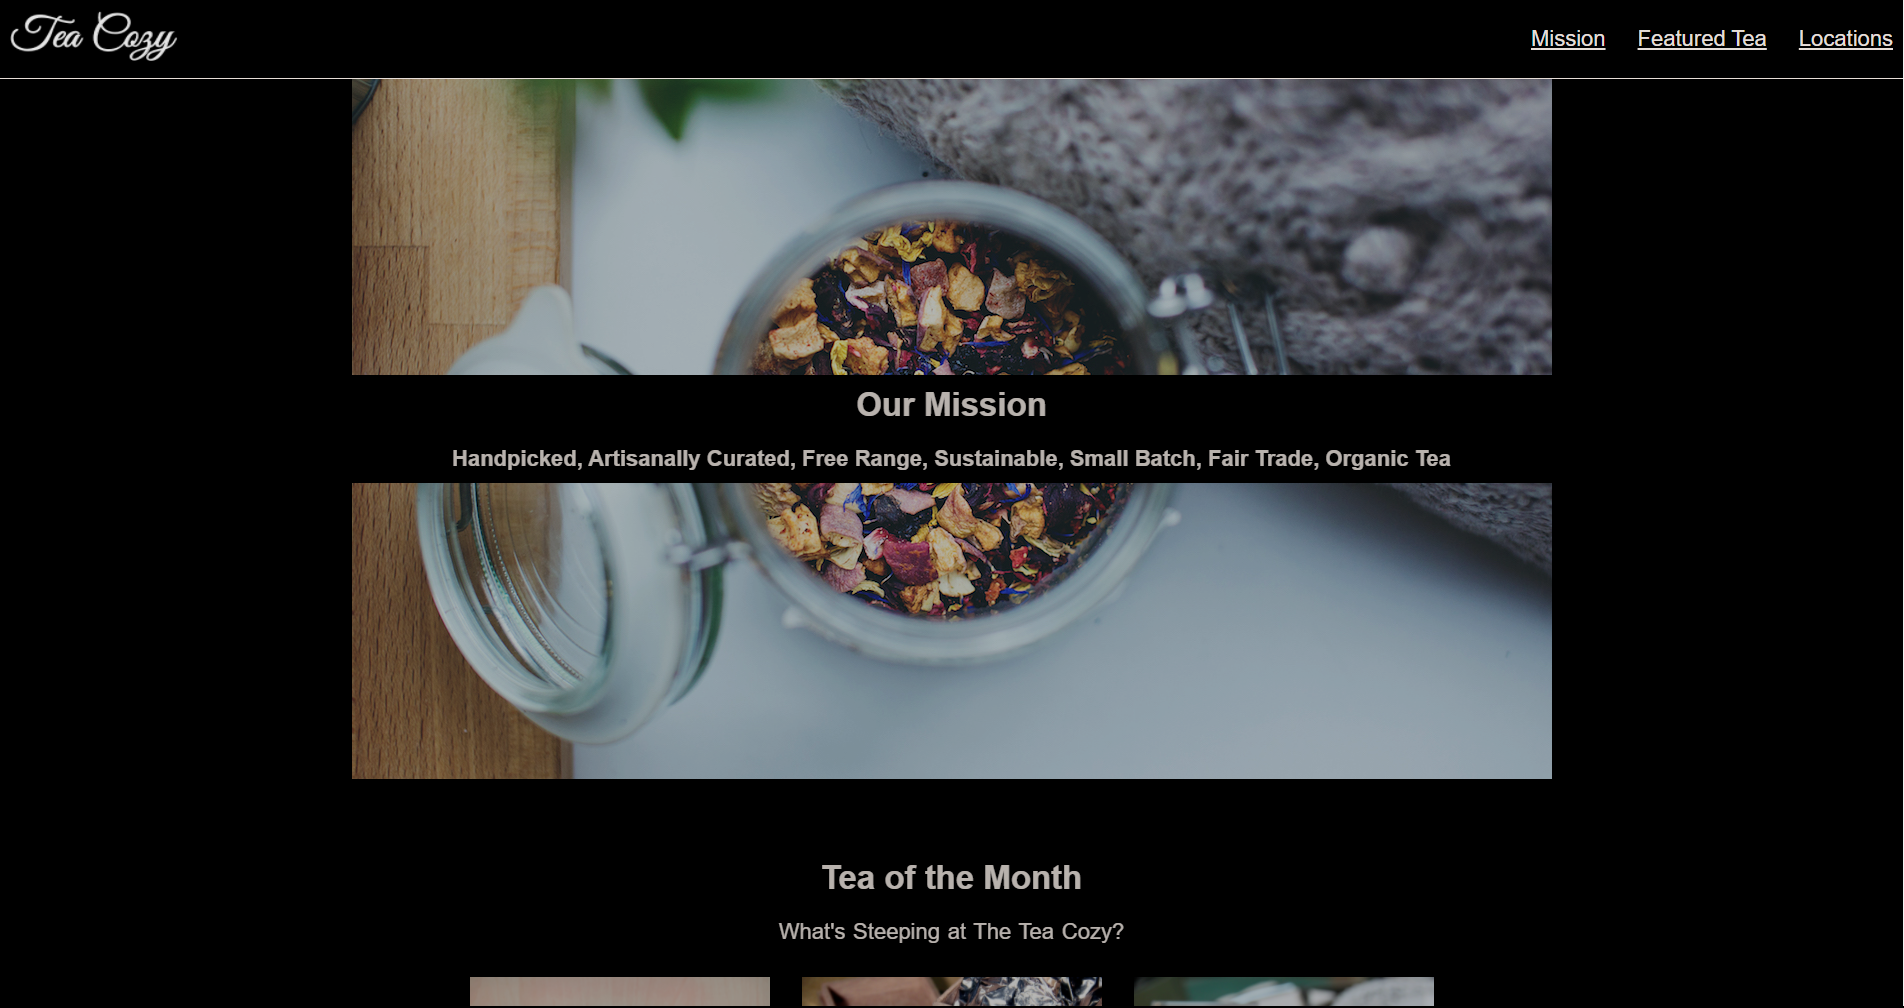 Tea Cozy
Mission Featured Tea Locations
Our Mission
Handpicked, Artisanally Curated, Free Range, Sustainable, Small Batch, Fair Trade, Organic Tea
Tea of the Month
What's Steeping at The Tea Cozy?